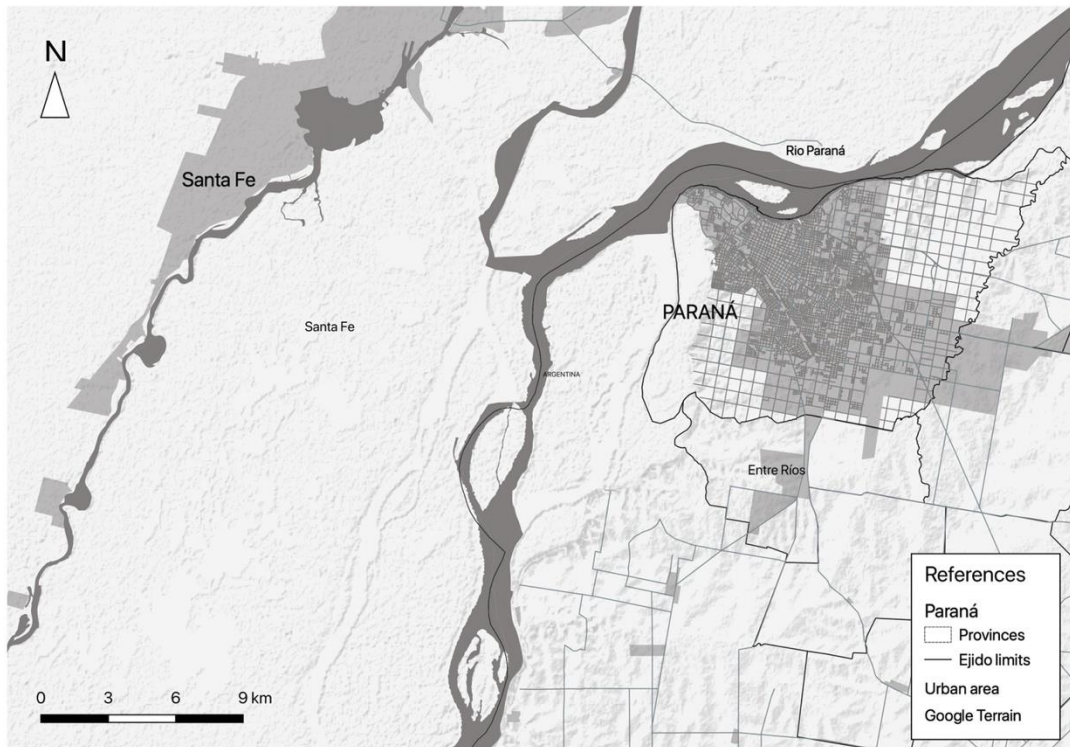 N
Santa Fe
Rio Paraná
PARANÁ
Santa Fe
ARGENTINA
Entre Ríos
References
Paraná
Provinces
Ejido limits
Urban area
Google Terrain
0 3 6 9 km